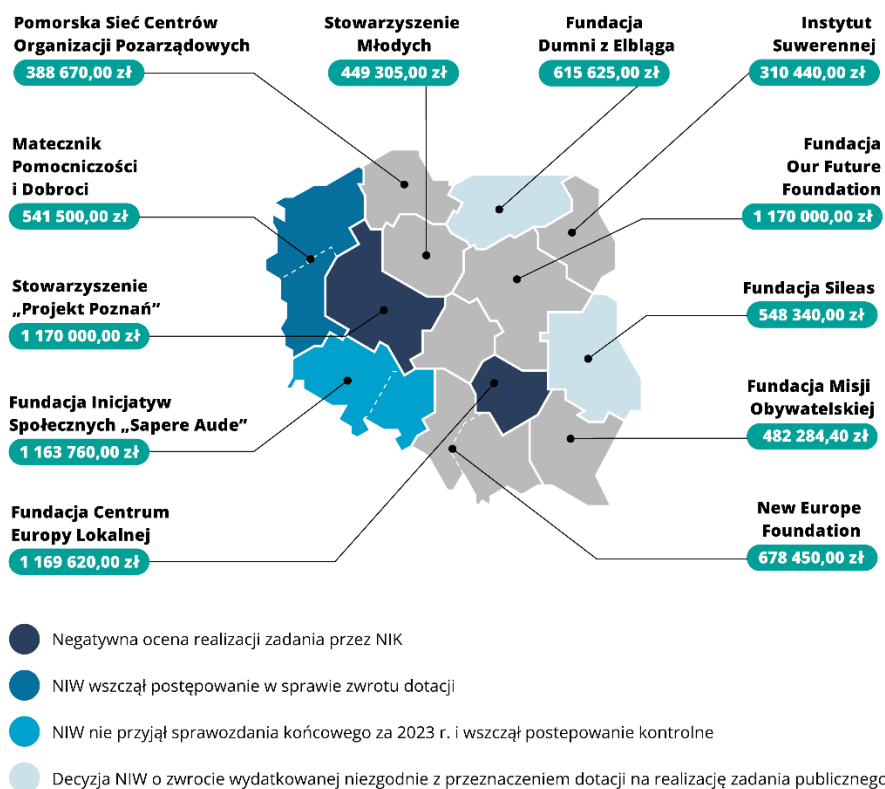 Pomorska Sieć Centrów
Organizacji Pozarządowych
388 670,00 zł
Stowarzyszenie
Młodych
449 305,00 zł
Fundacja
Dumni z Elbląga
615 625,00 zł
Instytut
Suwerennej
310 440,00 zł
Matecznik
Pomocniczości
i Dobroci
541 500,00 zł
Fundacja
Our Future
Foundation
1 170 000,00 zł
Stowarzyszenie
„Projekt Poznań”
1 170 000,00 zł
Fundacja Sileas
548 340,00 zł
Fundacja Inicjatyw
Społecznych „Sapere Aude”
1 163 760,00 zł
Fundacja Misji
Obywatelskiej
482 284,40 zł
Fundacja Centrum
Europy Lokalnej
1 169 620,00 zł
New Europe
Foundation
678 450,00 zł
Negatywna ocena realizacji zadania przez NIK
NIW wszczął postępowanie w sprawie zwrotu dotacji
NIW nie przyjął sprawozdania końcowego za 2023 r. i wszczął postepowanie kontrolne
Decyzja NIW o zwrocie wydatkowanej niezgodnie z przeznaczeniem dotacji na realizację zadania publicznego